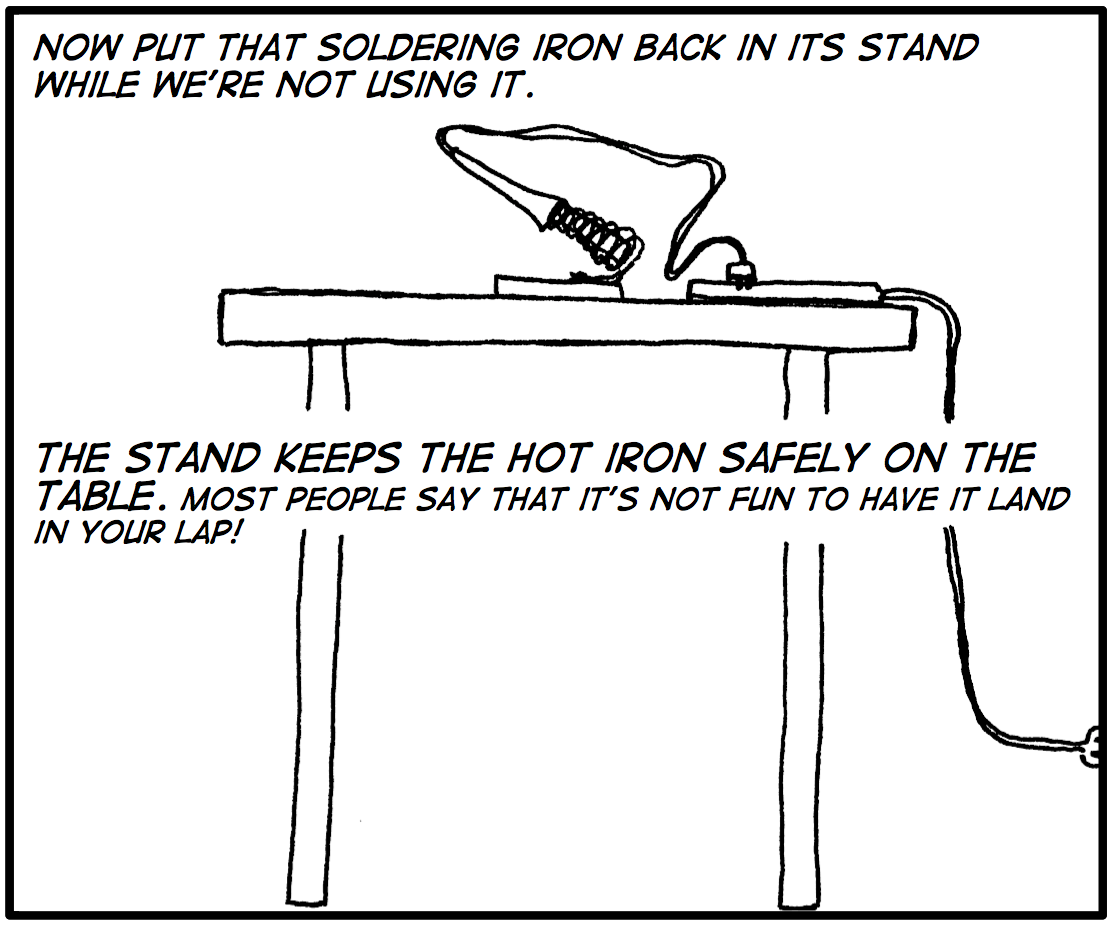 NOW PUT THAT SOLDERING IRON BACK IN ITS STAND
WHILE WE'RE NOT USING IT.
THE STAND KEEPS THE HOT IRON SAFELY ON THE
TABLE. MOST PEOPLE SAY THAT IT'S NOT FUN TO HAVE IT LAND
IN YOUR LAP!